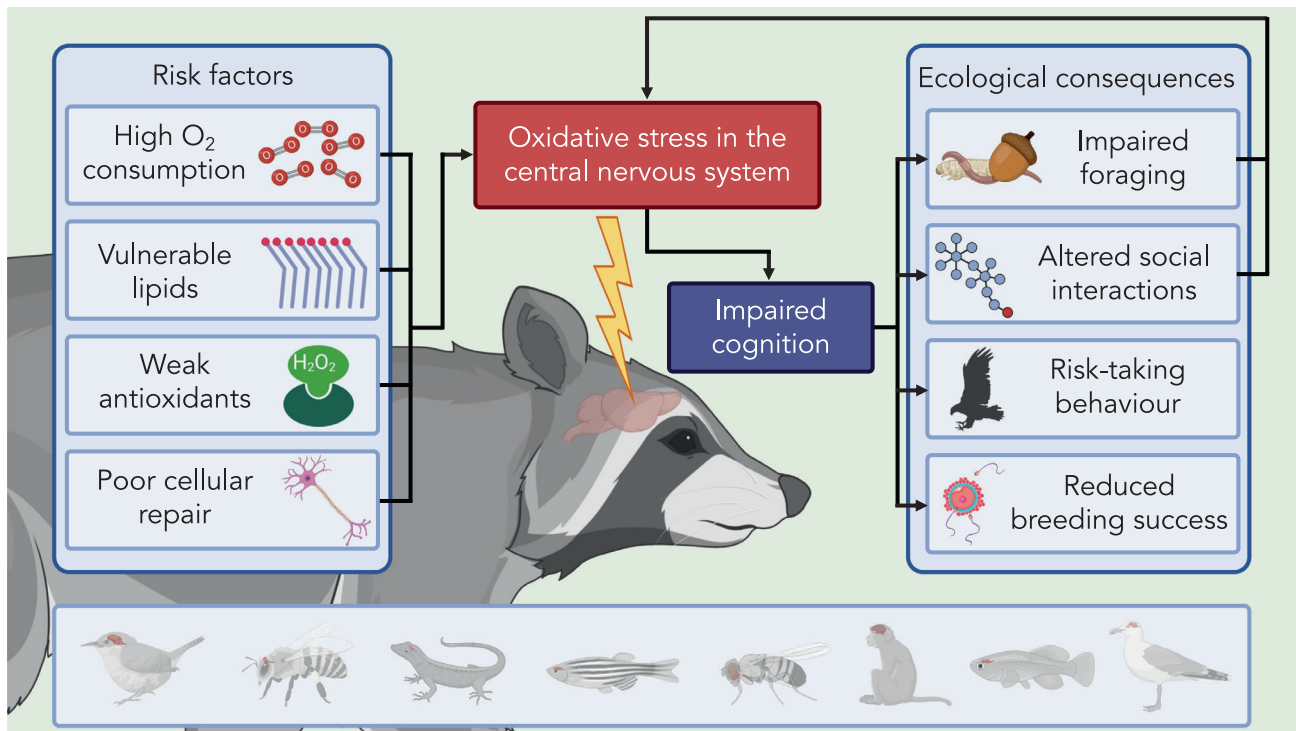 Risk factors
High O₂
consumption
O O
O O
O O
O O
O O
Vulnerable
lipids
Weak
antioxidants
H₂O₂
Poor cellular
repair
Oxidative stress in the
central nervous system
Impaired
cognition
Ecological consequences
Impaired
foraging
Altered social
interactions
Risk-taking
behaviour
Reduced
breeding success